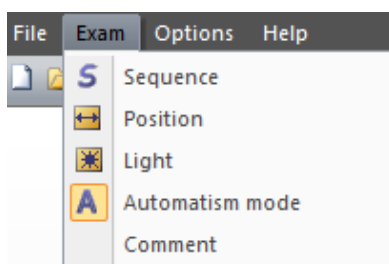 File Exam Options Help
S Sequence
Position
Light
A Automatism mode
Comment